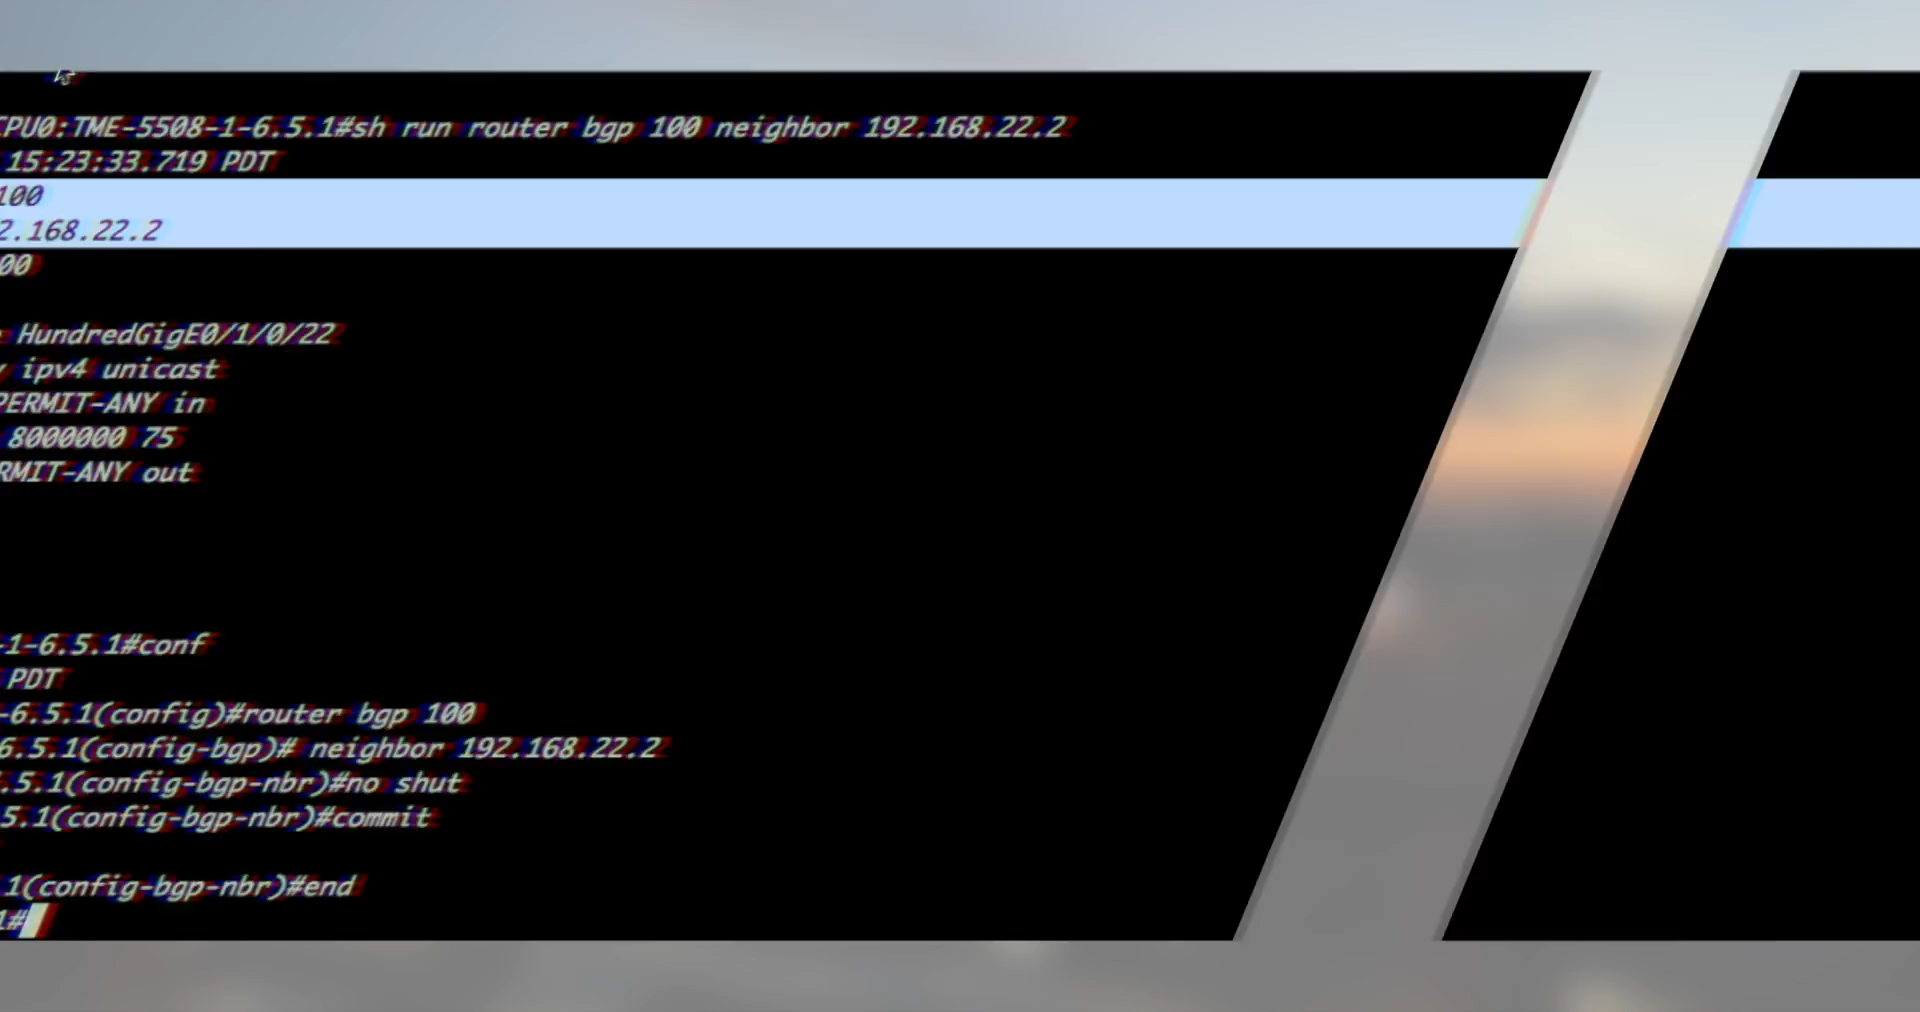 CPU0:TME-5508-1-6.5.1#sh run router bgp 100 neighbor 192.168.22.2
15:23:33.719 PDT
100
2.168.22.2
00
HundredGigE0/1/0/22
ipv4 unicast
PERMIT-ANY in
8000000 75
RMIT-ANY out
-1-6.5.1#conf
PDT
-6.5.1(config)#router bgp 100
6.5.1(config-bgp)# neighbor 192.168.22.2
.5.1(config-bgp-nbr)#no shut
5.1(config-bgp-nbr)#commit
1(config-bgp-nbr)#end
1#